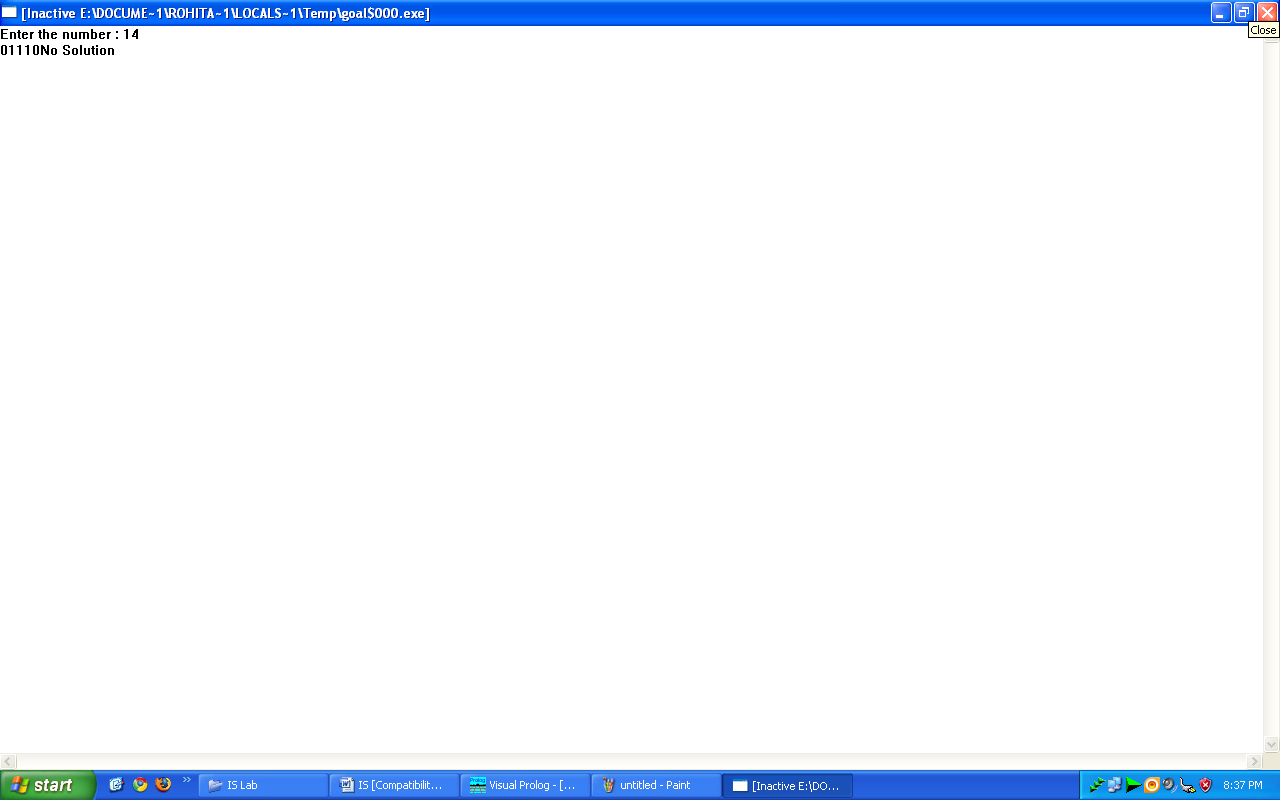 [Inactive E:\DOCUME~1\ROHITA~1\LOCALS~1\Temp\goal$000.exe]
Close
Enter the number : 14
01110No Solution
start
IS Lab
IS [Compatibilit...
Visual Prolog - [...
untitled - Paint
[Inactive E:\DO...
8:37 PM